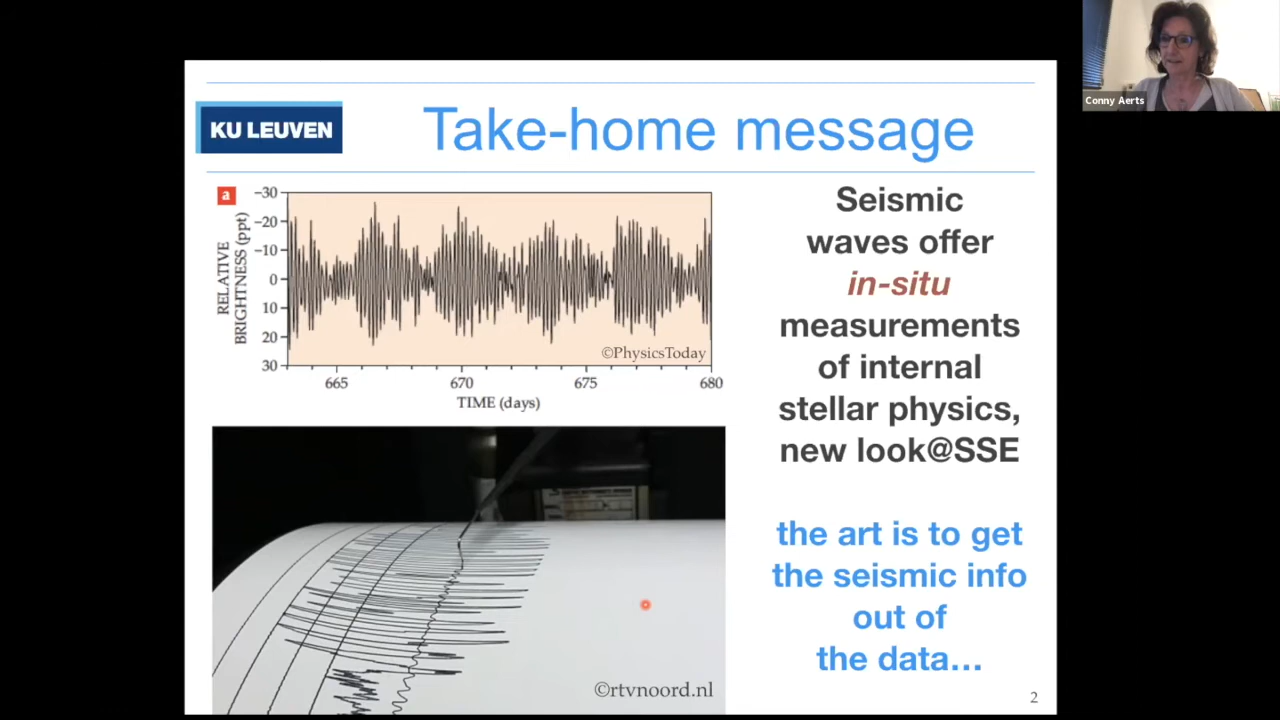 Conny Aerts
KU LEUVEN
Take-home message
a
-30
-20
-10
0
10
20
30
RELATIVE
BRIGHTNESS (ppt)
©PhysicsToday
665
670
675
680
TIME (days)
©rtvnoord.nl
Seismic
waves offer
in-situ
measurements
of internal
stellar physics,
new look@SSE
the art is to get
the seismic info
out of
the data…
2